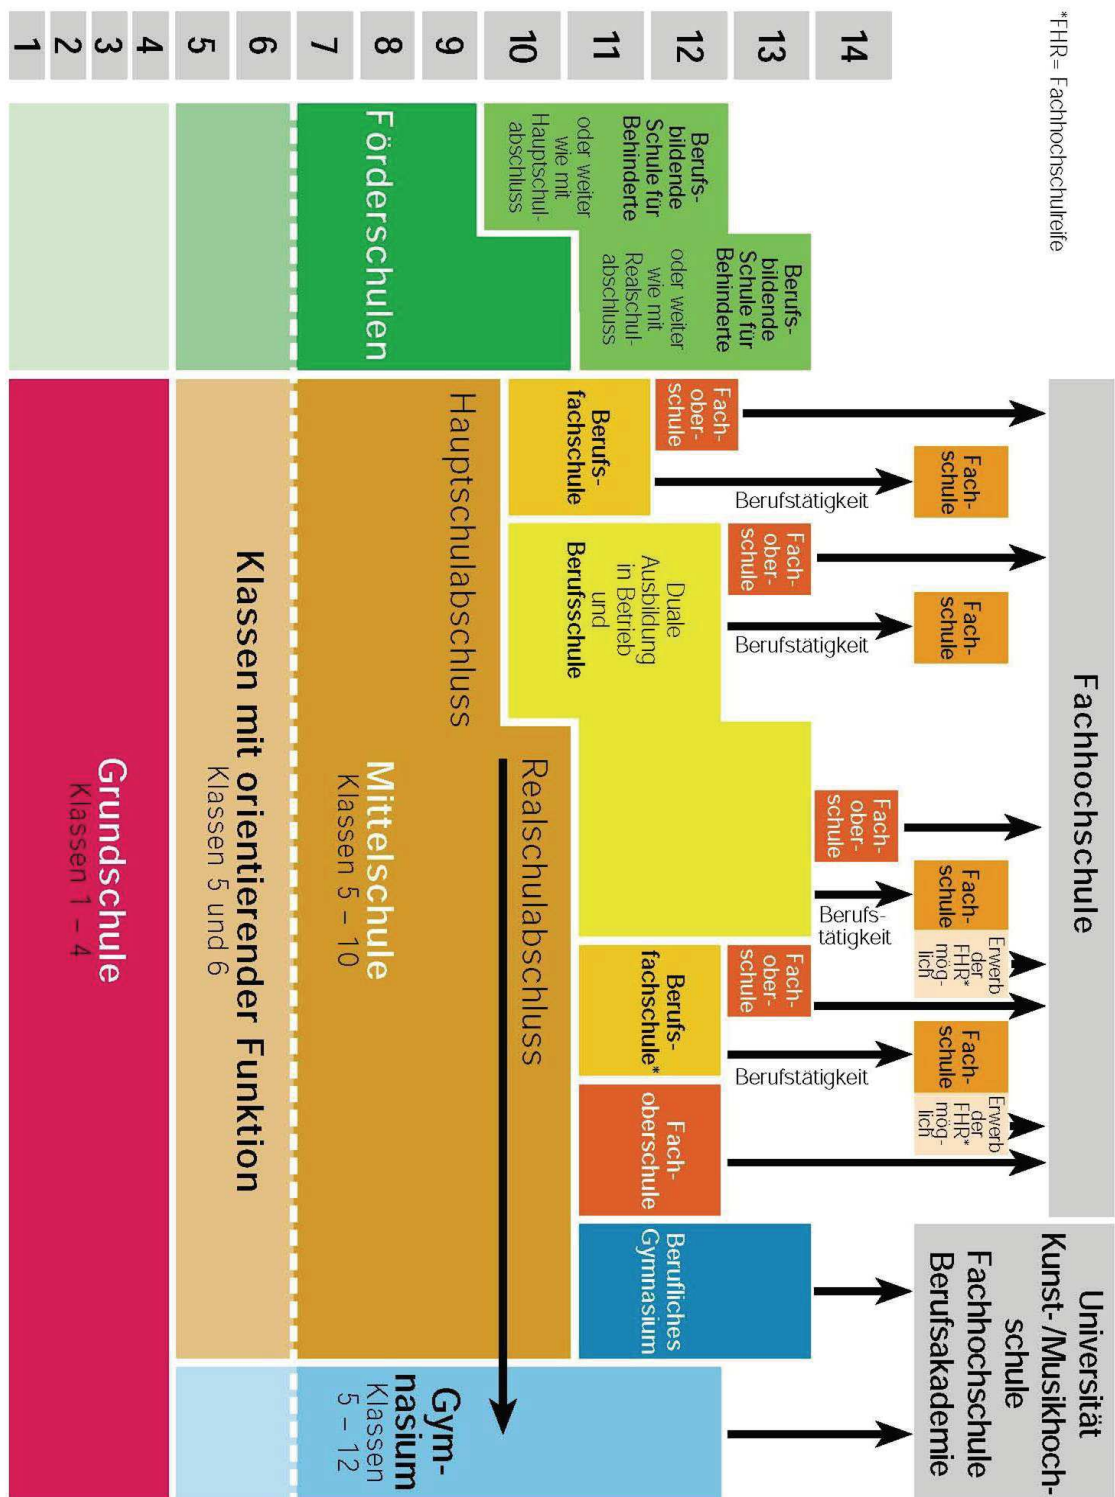 *FHR= Fachhochschulreife
Fachhochschule
Universität
Kunst-/Musikhoch-
schule
Fachhochschule
Berufsakademie
14
13
12
11
10
9
8
7
6
5
4
3
2
1
Berufs-
bildende
Schule für
Behinderte
oder weiter
wie mit
Hauptschul-
abschluss
Berufs-
bildende
Schule für
Behinderte
oder weiter
wie mit
Realschul-
abschluss
Förderschulen
Fach-
ober-
schule
Berufs-
fachschule
Berufstätigkeit
Fach-
schule
Fach-
ober-
schule
Duale
Ausbildung
in Betrieb
und
Berufsschule
Berufstätigkeit
Fach-
schule
Fach-
ober-
schule
Berufs-
tätigkeit
Fach-
schule
Erwerb
der
FHR*
mög-
lich
Fach-
ober-
schule
Berufs-
fachschule*
Berufstätigkeit
Fach-
schule
Erwerb
der
FHR*
mög-
lich
Fach-
oberschule
Berufliches
Gymnasium
Hauptschulabschluss
Realschulabschluss
Mittelschule
Klassen 5 – 10
Gym-
nasium
Klassen
5 – 12
Klassen mit orientierender Funktion
Klassen 5 und 6
Grundschule
Klassen 1 – 4